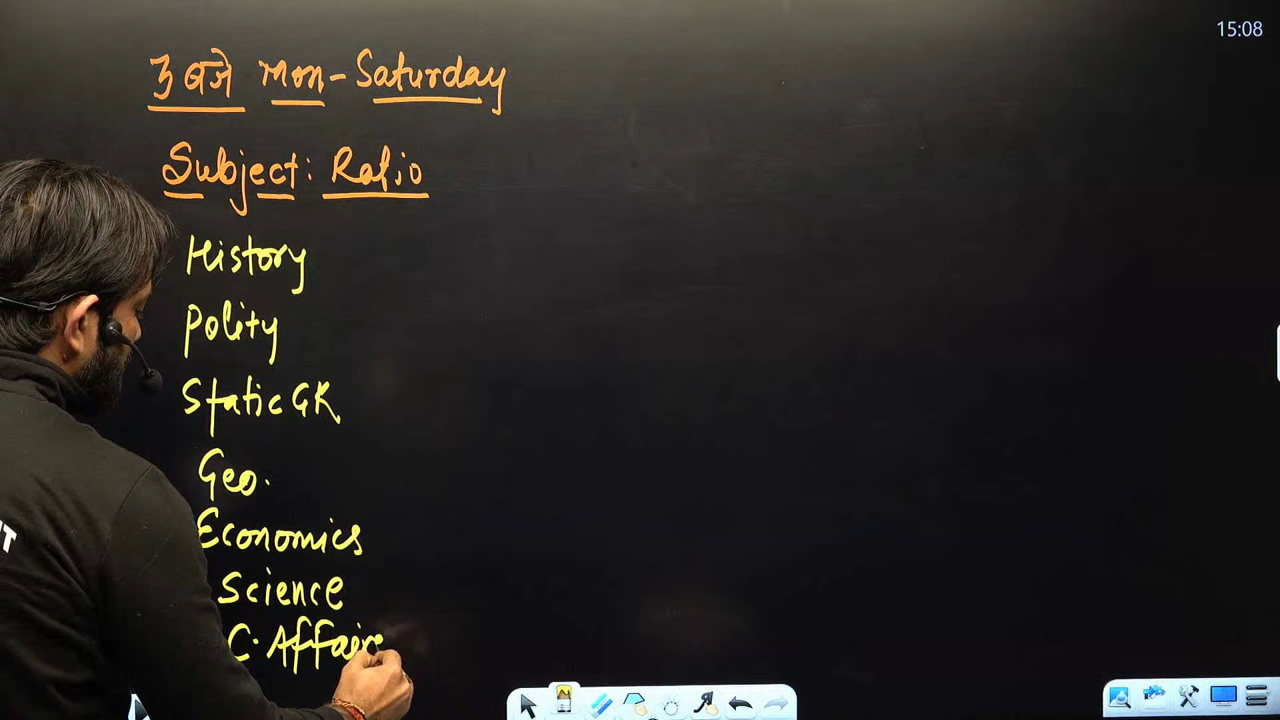 15:08
3 बजे Mon-Saturday
Subject: Ratio
History
Polity
Static GK
Geo.
Economics
Science
C. Affairs